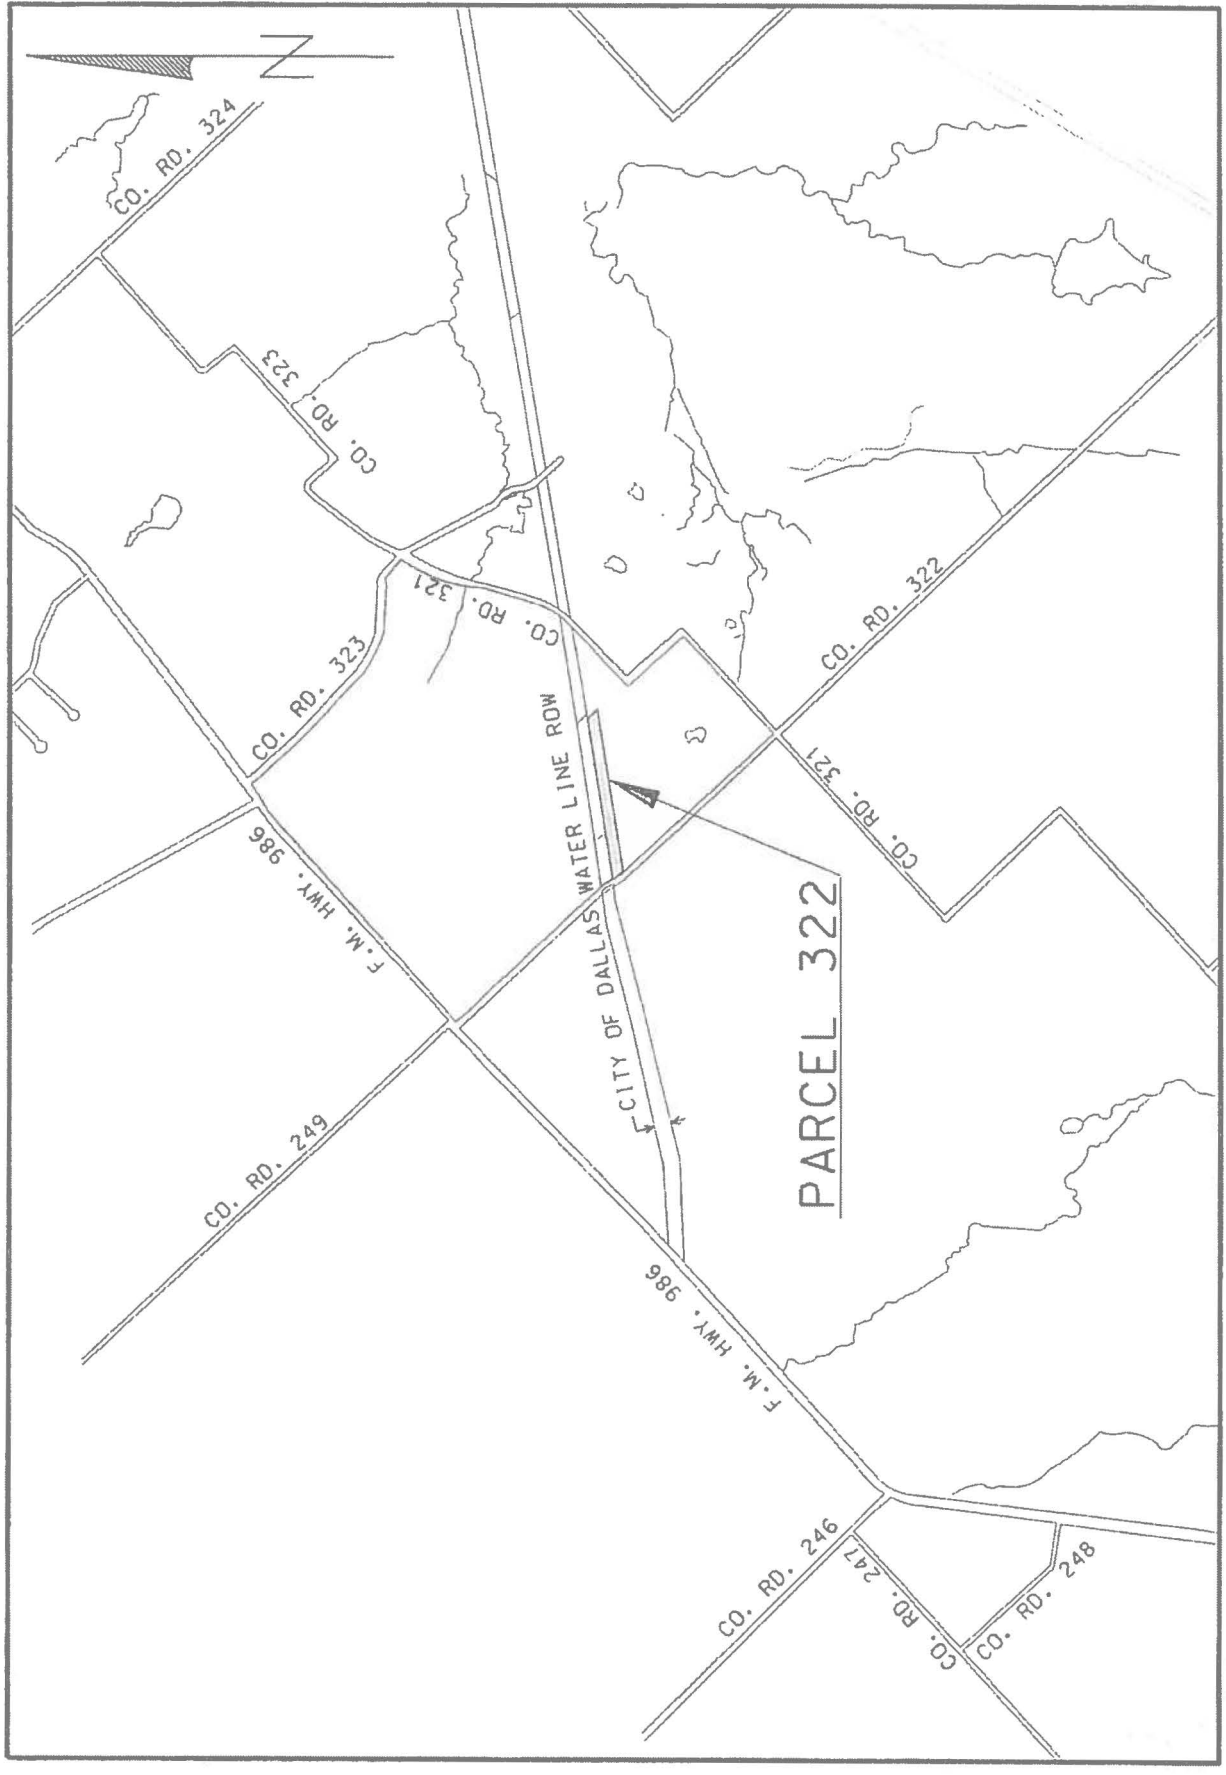 N
CO. RD. 324
CO. RD. 323
CO. RD. 321
CO. RD. 323
CO. RD. 322
F.M. HWY. 986
CITY OF DALLAS WATER LINE ROW
CO. RD. 321
PARCEL 322
CO. RD. 249
F.M. HWY. 986
CO. RD. 246
CO. RD. 247
CO. RD. 248